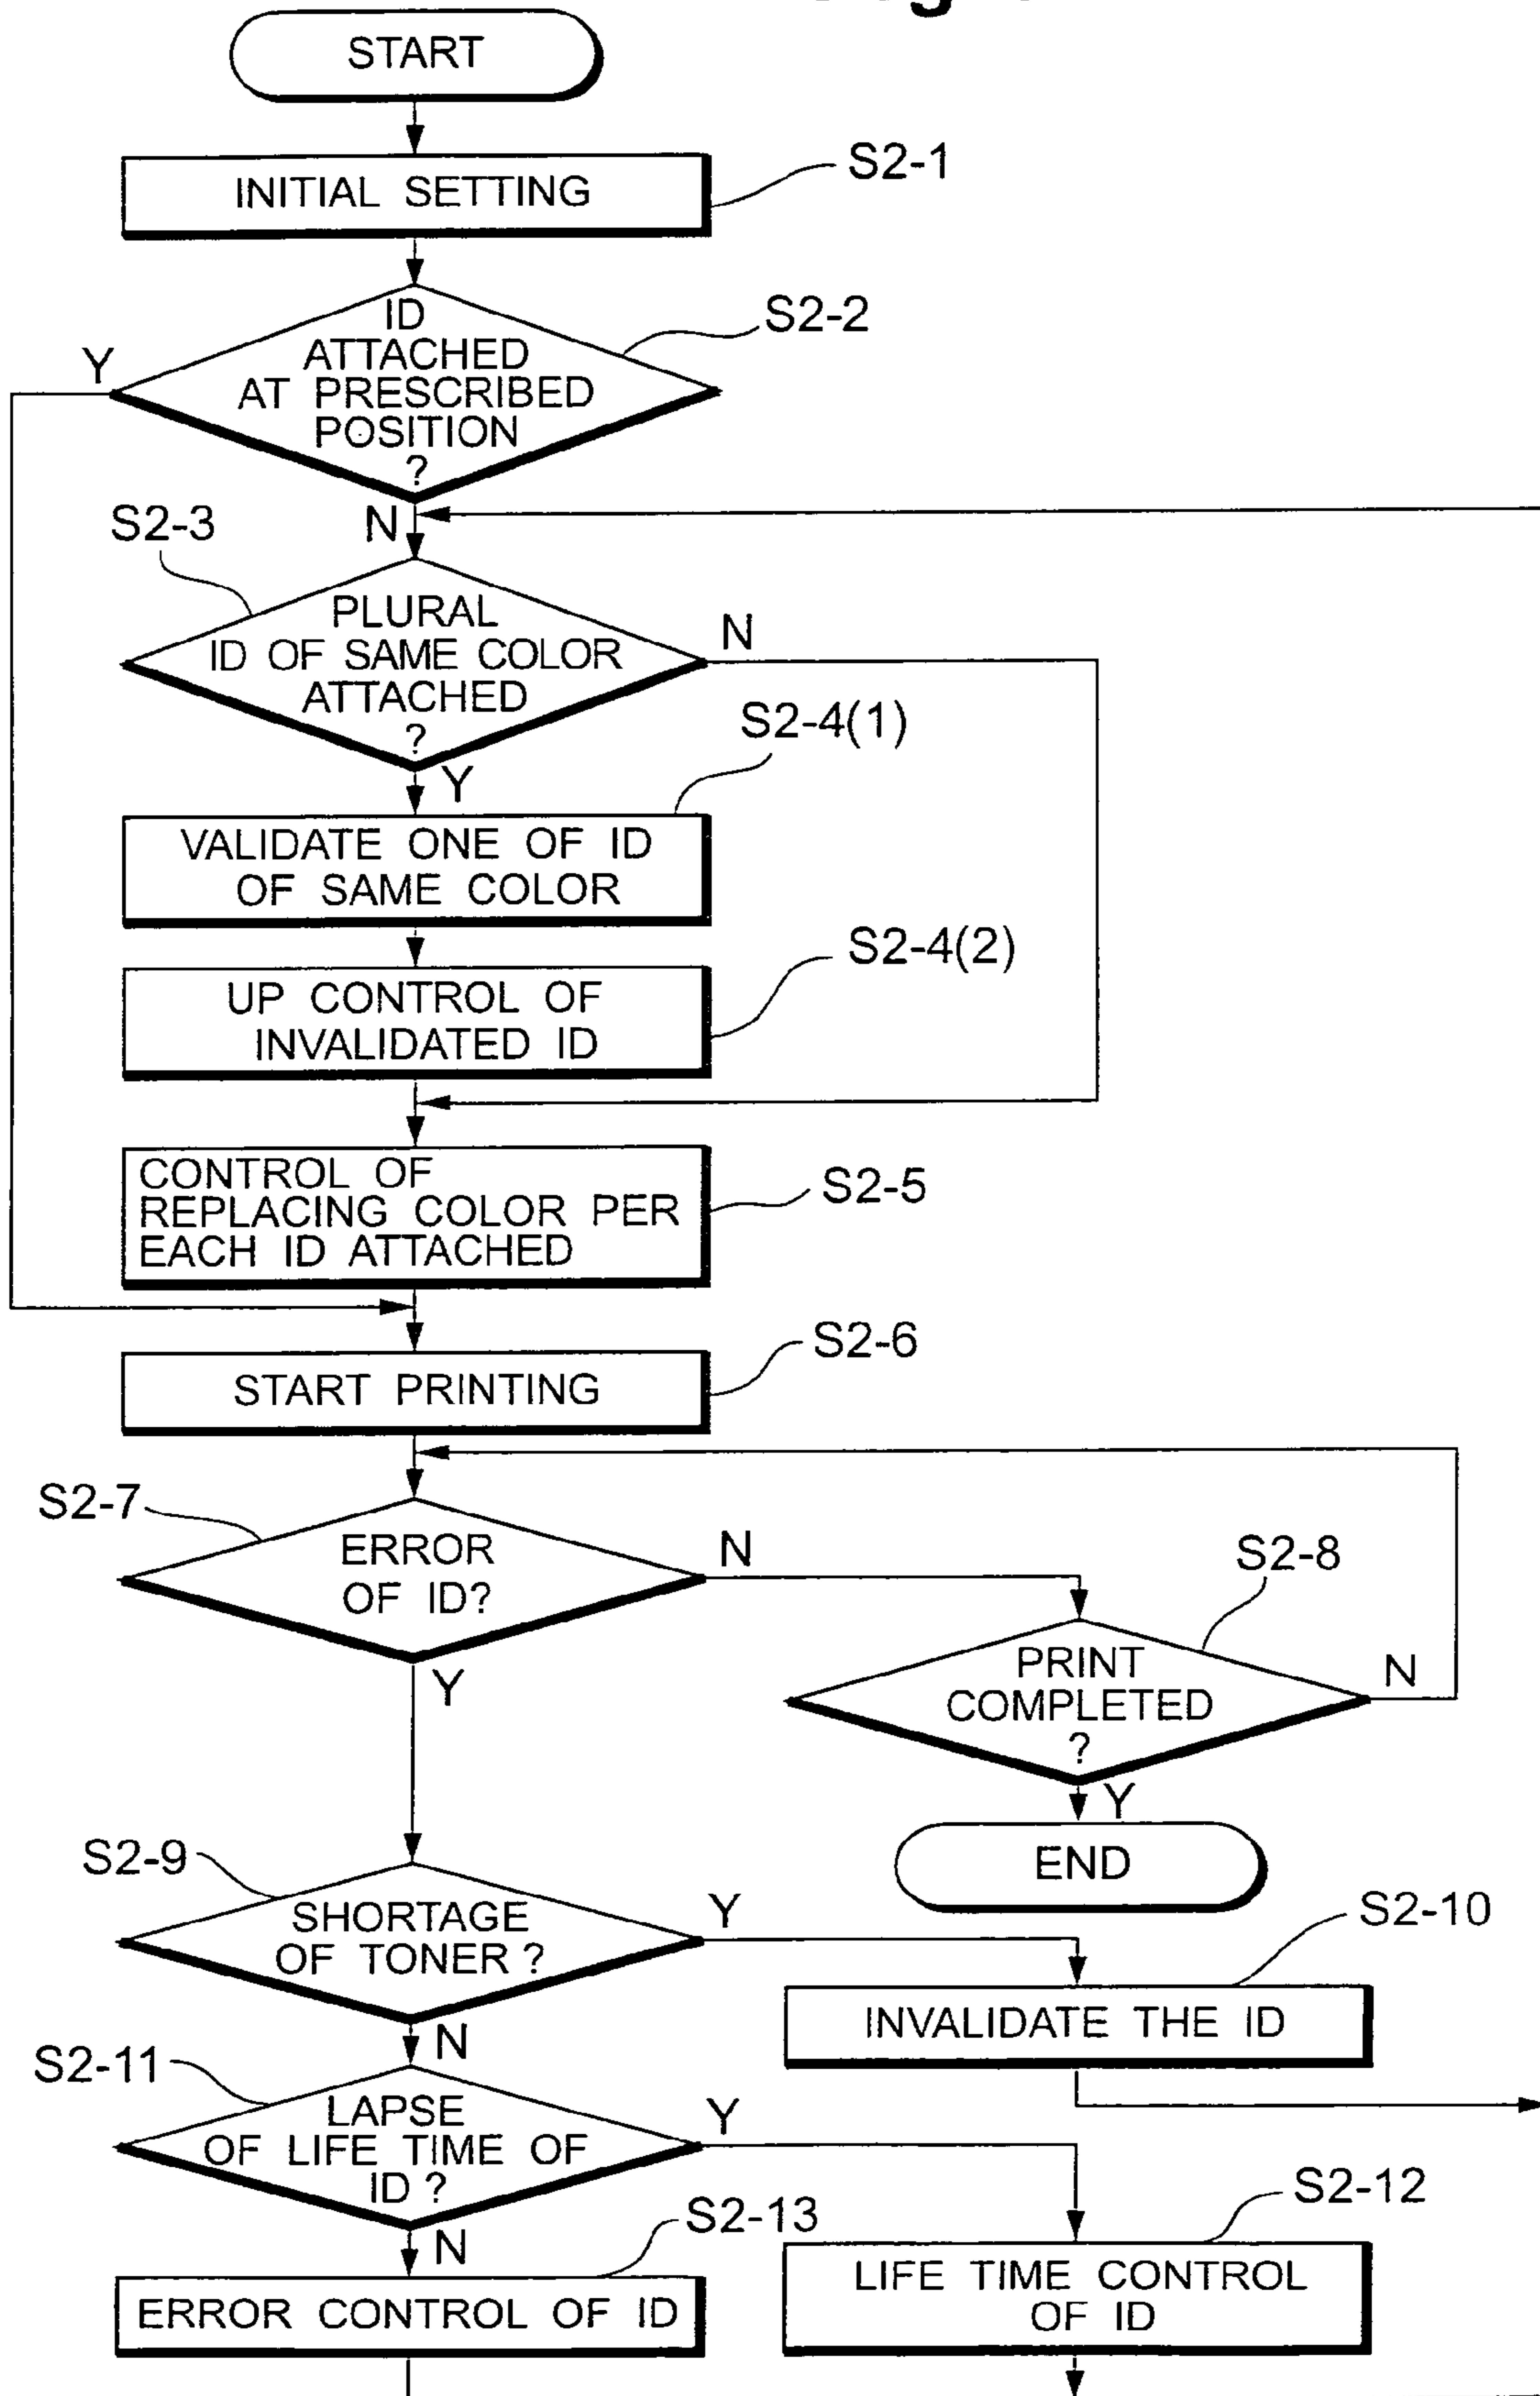 START
INITIAL SETTING
S2-1
ID
ATTACHED
AT PRESCRIBED
POSITION
?
S2-2
Y
N
S2-3
PLURAL
ID OF SAME COLOR
ATTACHED
?
N
Y
S2-4(1)
VALIDATE ONE OF ID
OF SAME COLOR
S2-4(2)
UP CONTROL OF
INVALIDATED ID
CONTROL OF
REPLACING COLOR PER
EACH ID ATTACHED
S2-5
START PRINTING
S2-6
S2-7
ERROR
OF ID?
N
Y
S2-8
PRINT
COMPLETED
?
N
Y
END
S2-9
SHORTAGE
OF TONER?
Y
N
S2-10
INVALIDATE THE ID
S2-11
LAPSE
OF LIFE TIME OF
ID?
Y
N
S2-12
LIFE TIME CONTROL
OF ID
S2-13
ERROR CONTROL OF ID